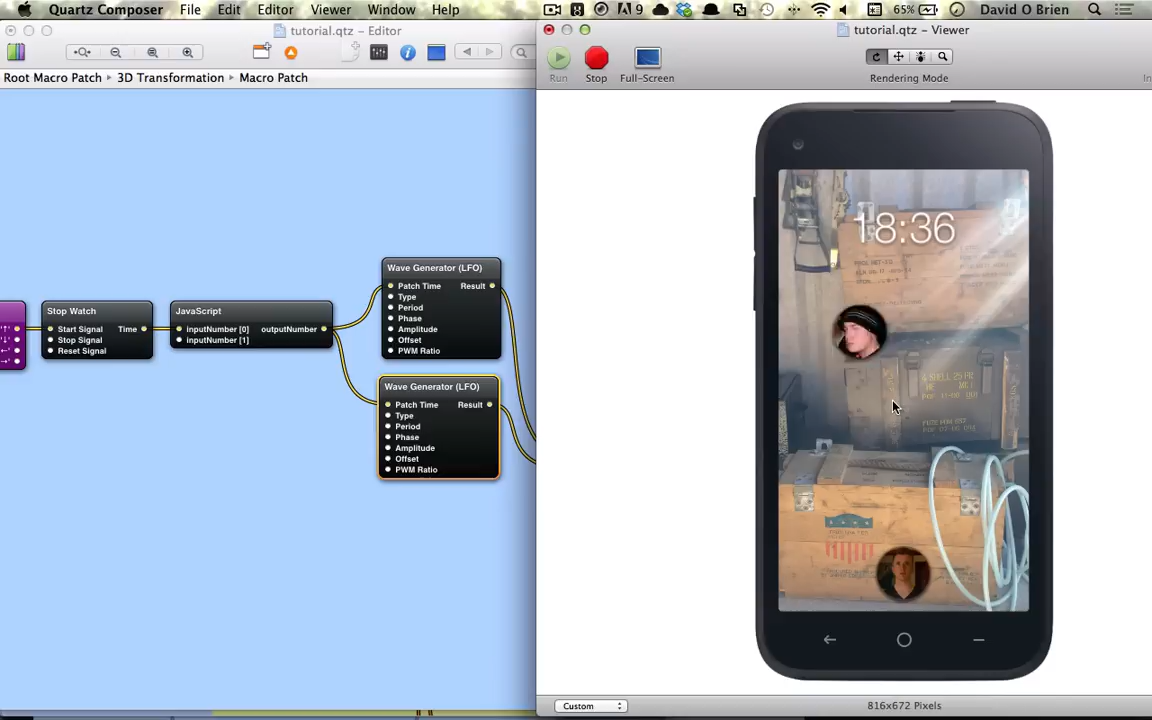 Quartz Composer File Edit Editor Viewer Window Help 9 65% David O Brien
tutorial.qtz - Editor
tutorial.qtz - Viewer
Run Stop Full-Screen
Rendering Mode
In
Root Macro Patch 3D Transformation Macro Patch
Stop Watch
Start Signal Time
Stop Signal
Reset Signal
JavaScript
inputNumber [0] outputNumber
inputNumber [1]
Wave Generator (LFO)
Patch Time Result
Type
Period
Phase
Amplitude
Offset
PWM Ratio
Wave Generator (LFO)
Patch Time Result
Type
Period
Phase
Amplitude
Offset
PWM Ratio
18:36
Custom
816x672 Pixels